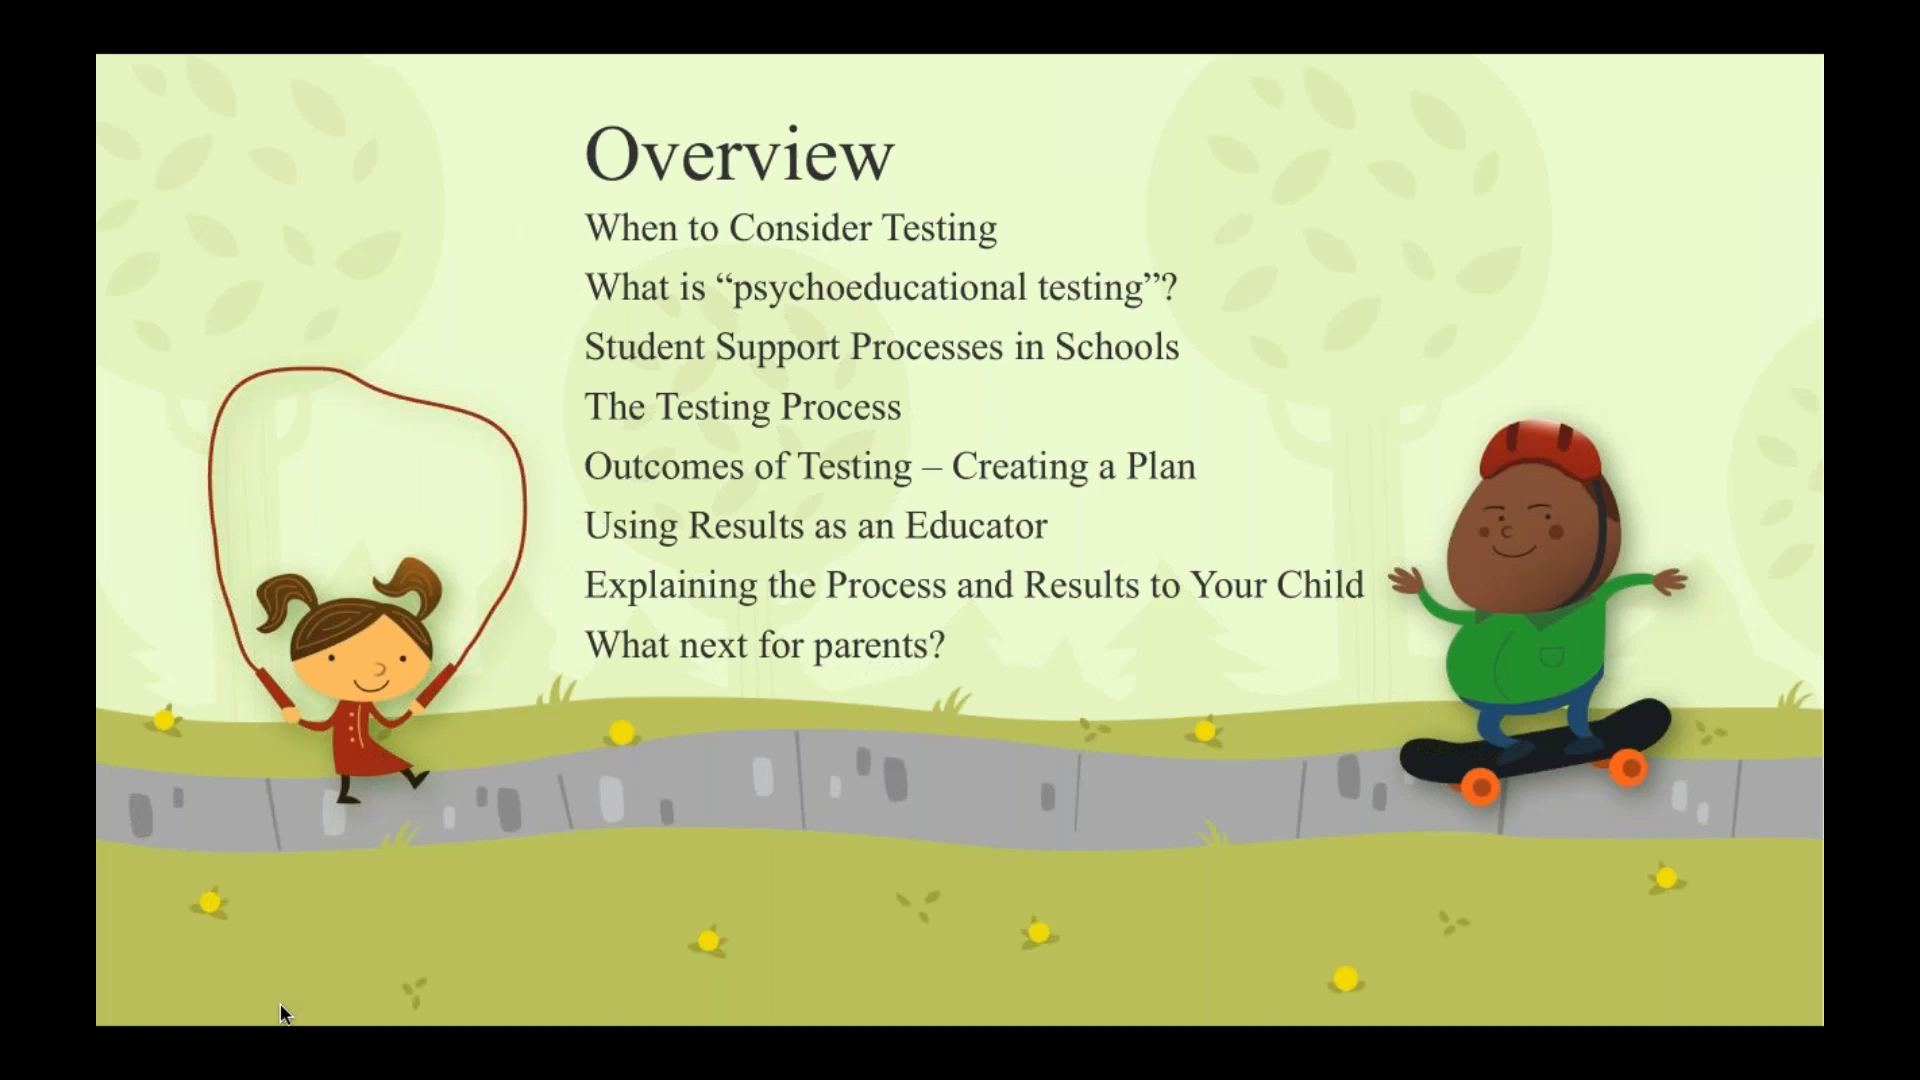 Overview
When to Consider Testing
What is “psychoeducational testing”?
Student Support Processes in Schools
The Testing Process
Outcomes of Testing – Creating a Plan
Using Results as an Educator
Explaining the Process and Results to Your Child
What next for parents?